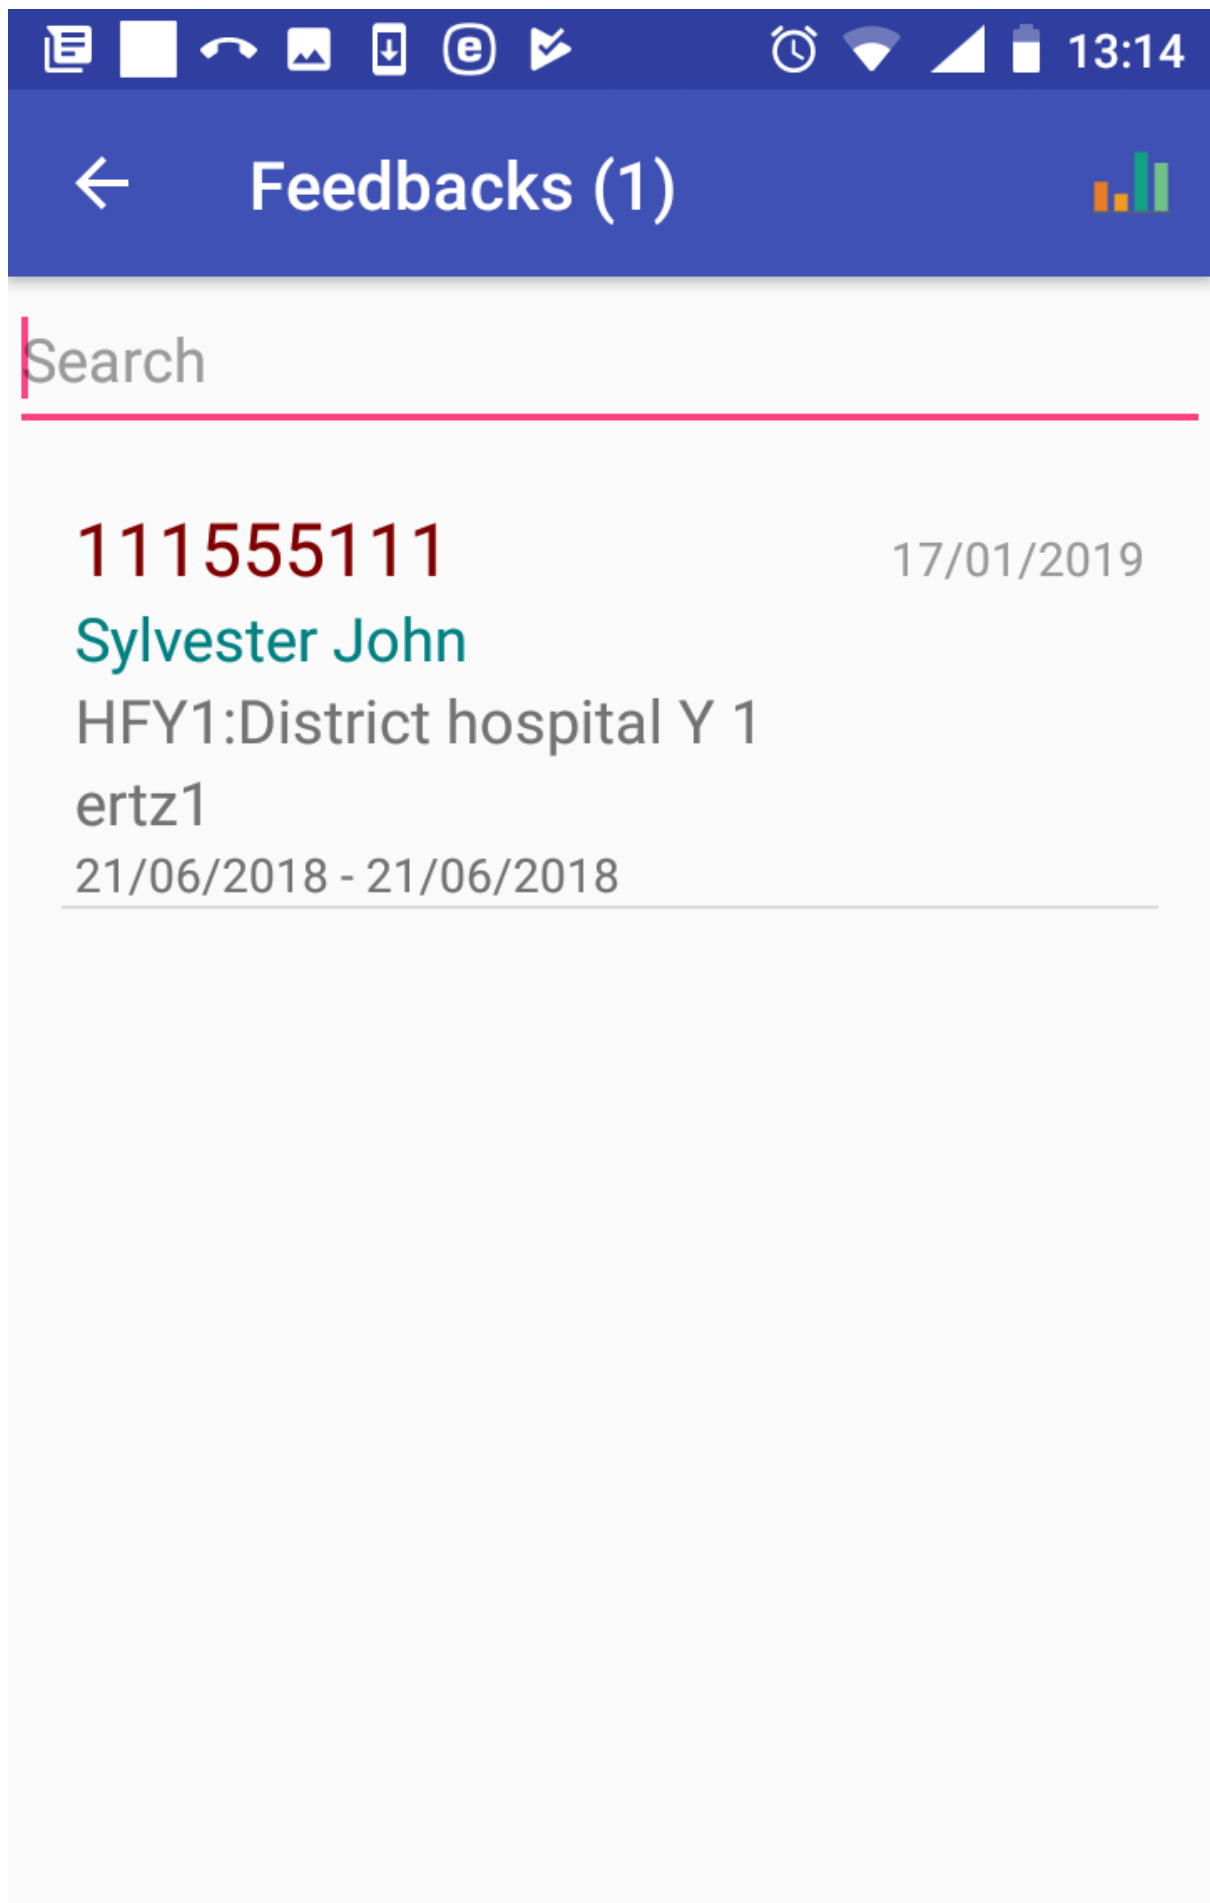 13:14
Feedbacks (1)
Search
111555111 17/01/2019
Sylvester John
HFY1:District hospital Y 1
ertz1
21/06/2018 - 21/06/2018